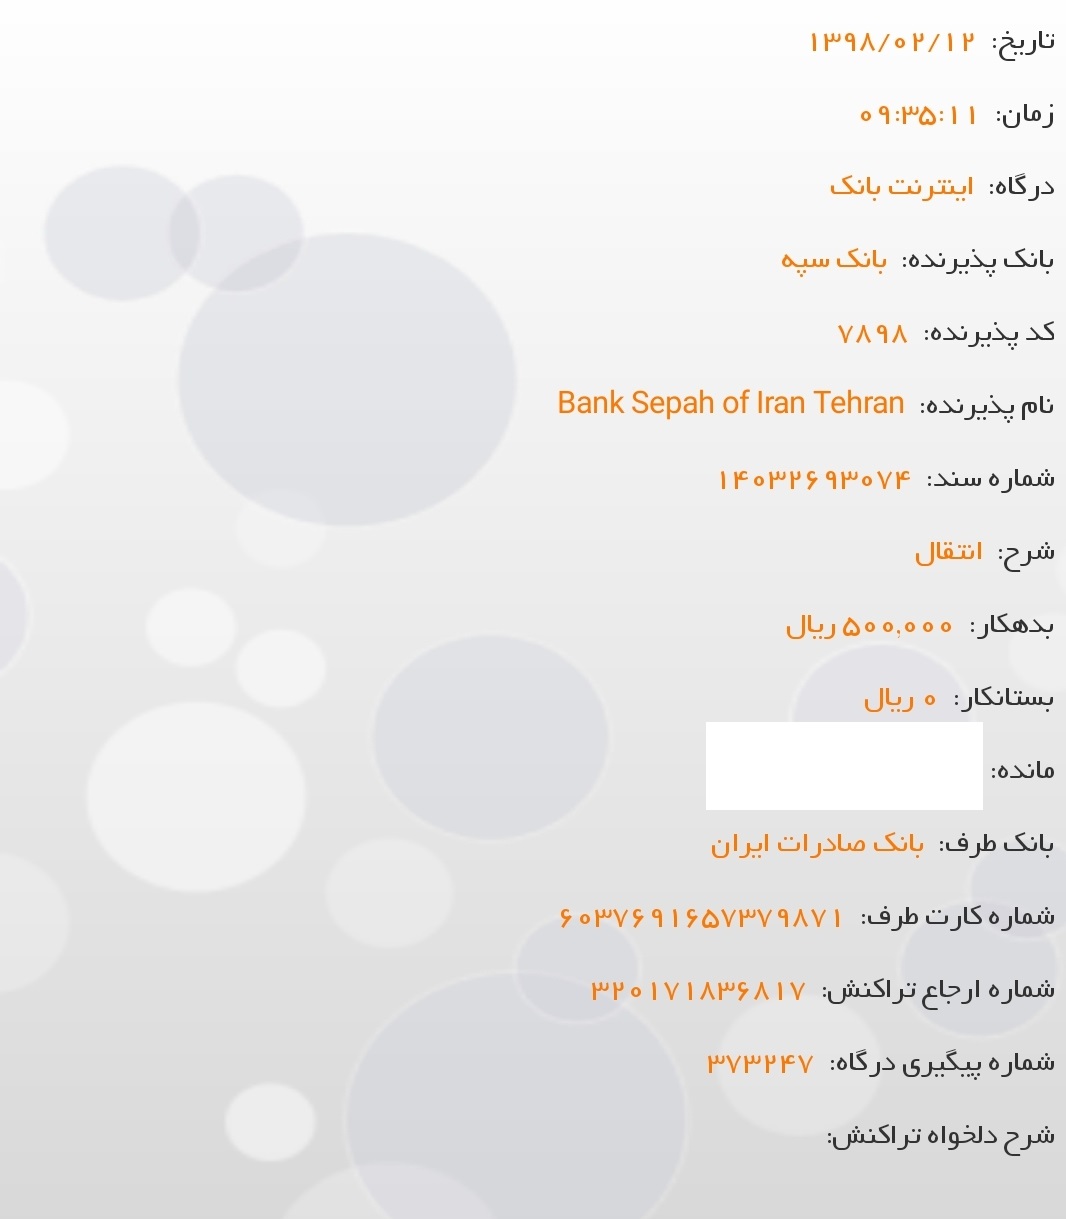 تاریخ: ۱۳۹۸/۰۲/۱۲
زمان: ۰۹:۳۵:۱۱
درگاه: اینترنت بانک
بانک پذیرنده: بانک سپه
کد پذیرنده: ۷۸۹۸
نام پذیرنده: Bank Sepah of Iran Tehran
شماره سند: ۱۴۰۳۲۶۹۳۰۷۴
شرح: انتقال
بدهکار: ۵۰۰,۰۰۰ ریال
بستانکار: ۰ ریال
مانده:
بانک طرف: بانک صادرات ایران
شماره کارت طرف: ۶۰۳۷۶۹۱۶۵۷۳۷۹۸۷۱
شماره ارجاع تراکنش: ۳۲۰۱۷۱۸۳۶۸۱۷
شماره پیگیری درگاه: ۳۷۳۲۴۷
شرح دلخواه تراکنش: